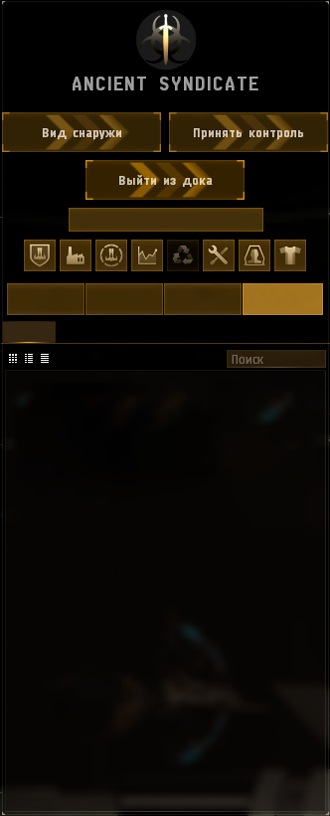 ANCIENT SYNDICATE
Вид снаружи
Принять контроль
Выйти из дока
Поиск